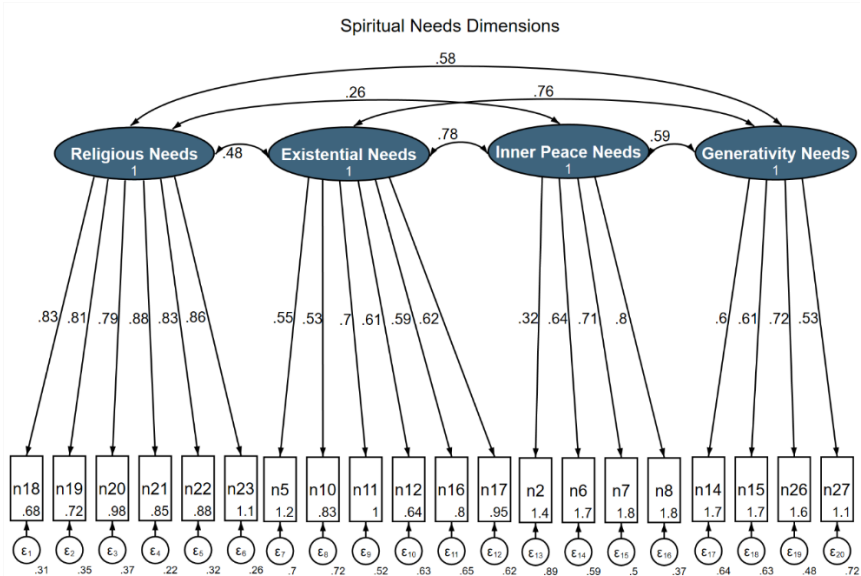 Spiritual Needs Dimensions
.58
.26 .76
.48 .78 .59
Religious Needs Existential Needs Inner Peace Needs Generativity Needs
1 1 1 1
.83 .81 .79 .88 .83 .86 .55 .53 .7 .61 .59 .62 .32 .64 .71 .8 .6 .61 .72 .53
n18 n19 n20 n21 n22 n23 n5 n10 n11 n12 n16 n17 n2 n6 n7 n8 n14 n15 n26 n27
.68 .72 .98 .85 .88 1.1 1.2 .83 1 .64 .8 .95 1.4 1.7 1.8 1.8 1.7 1.7 1.6 1.1
ε1 ε2 ε3 ε4 ε5 ε6 ε7 ε8 ε9 ε10 ε11 ε12 ε13 ε14 ε15 ε16 ε17 ε18 ε19 ε20
.31 .35 .37 .22 .32 .26 .7 .72 .52 .63 .65 .62 .89 .59 .5 .37 .64 .63 .48 .72